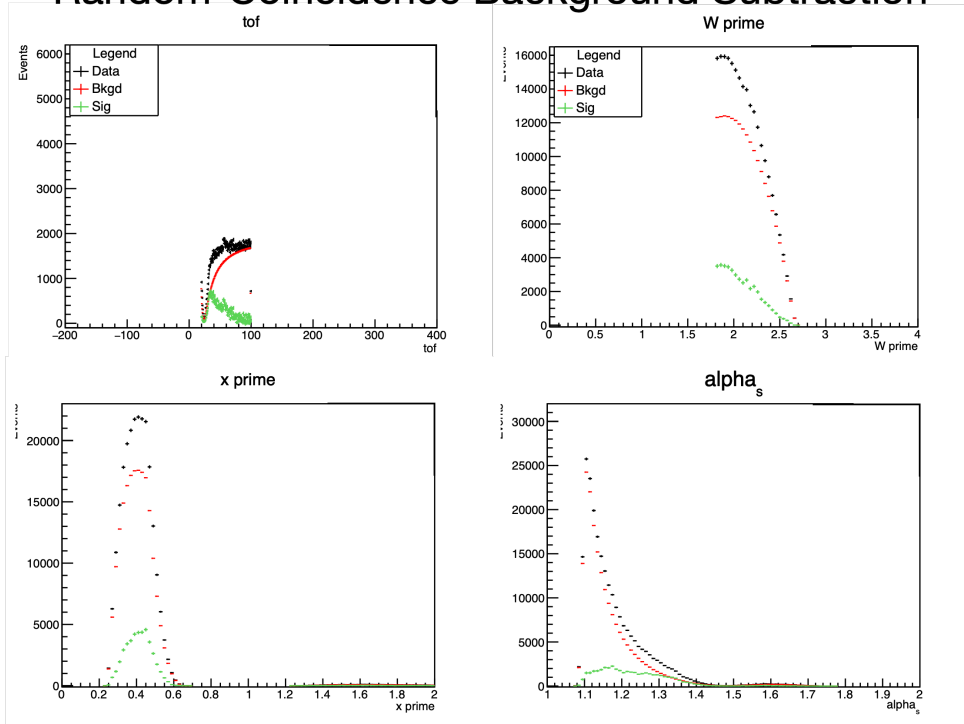 Random Coincidence Background Subtraction
tof
Events
6000
5000
4000
3000
2000
1000
0
Legend
Data
Bkgd
Sig
−200 −100 0 100 200 300 400
tof
W prime
16000
14000
12000
10000
8000
6000
4000
2000
0
Legend
Data
Bkgd
Sig
0 0.5 1 1.5 2 2.5 3 3.5 4
W prime
x prime
20000
15000
10000
5000
0
0 0.2 0.4 0.6 0.8 1 1.2 1.4 1.6 1.8 2
x prime
alpha s
30000
25000
20000
15000
10000
5000
0
1 1.1 1.2 1.3 1.4 1.5 1.6 1.7 1.8 1.9 2
alpha s